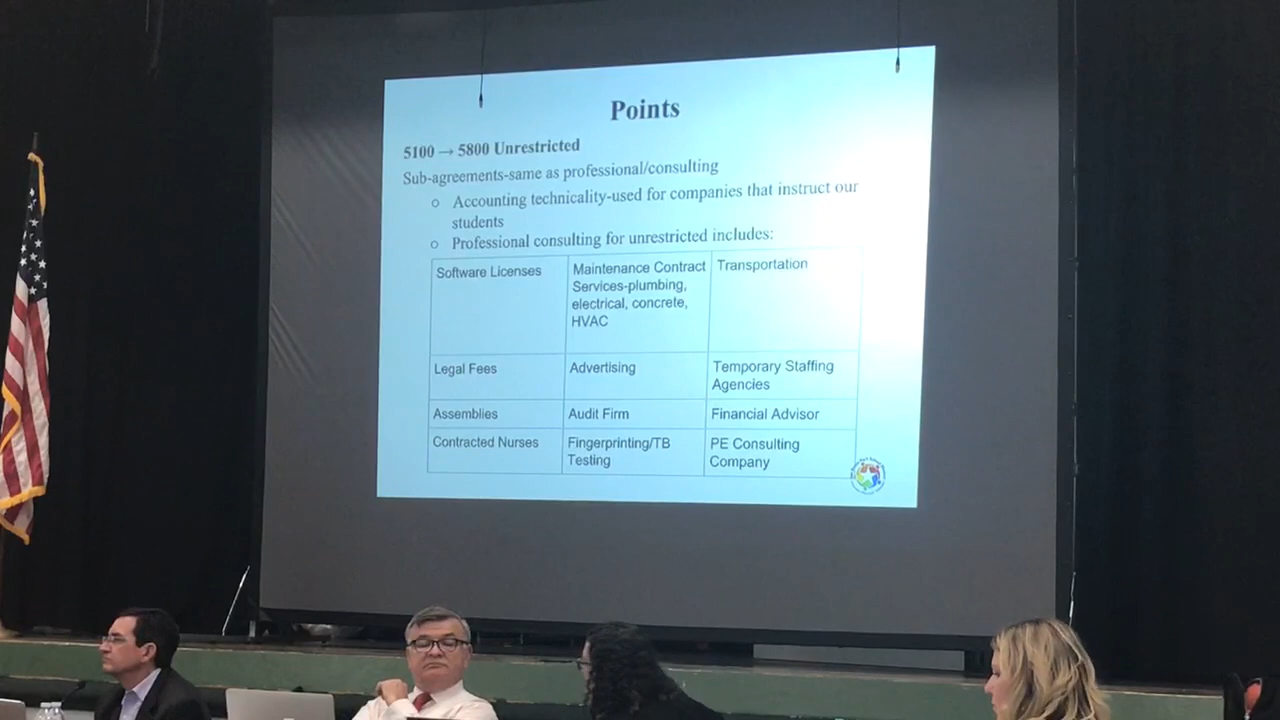 Points
5100 → 5800 Unrestricted
Sub-agreements-same as professional/consulting
○ Accounting technicality-used for companies that instruct our
students
○ Professional consulting for unrestricted includes:
Software Licenses
Maintenance Contract
Services-plumbing,
electrical, concrete,
HVAC
Transportation
Legal Fees
Advertising
Temporary Staffing
Agencies
Assemblies
Audit Firm
Financial Advisor
Contracted Nurses
Fingerprinting/TB
Testing
PE Consulting
Company